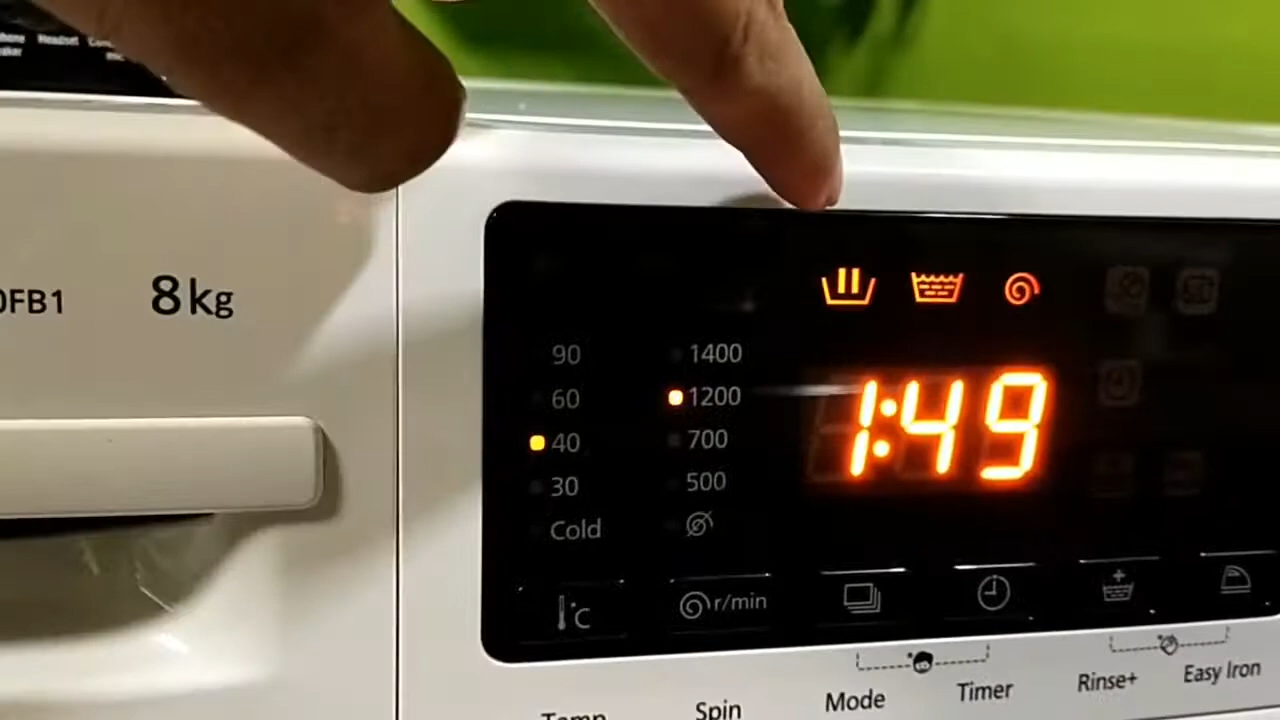 Headset
0FB1 8kg
90 1400
60 1200
40 700
30 500
Cold
1:49
°C r/min
Temp Spin Mode Timer Rinse+ Easy Iron